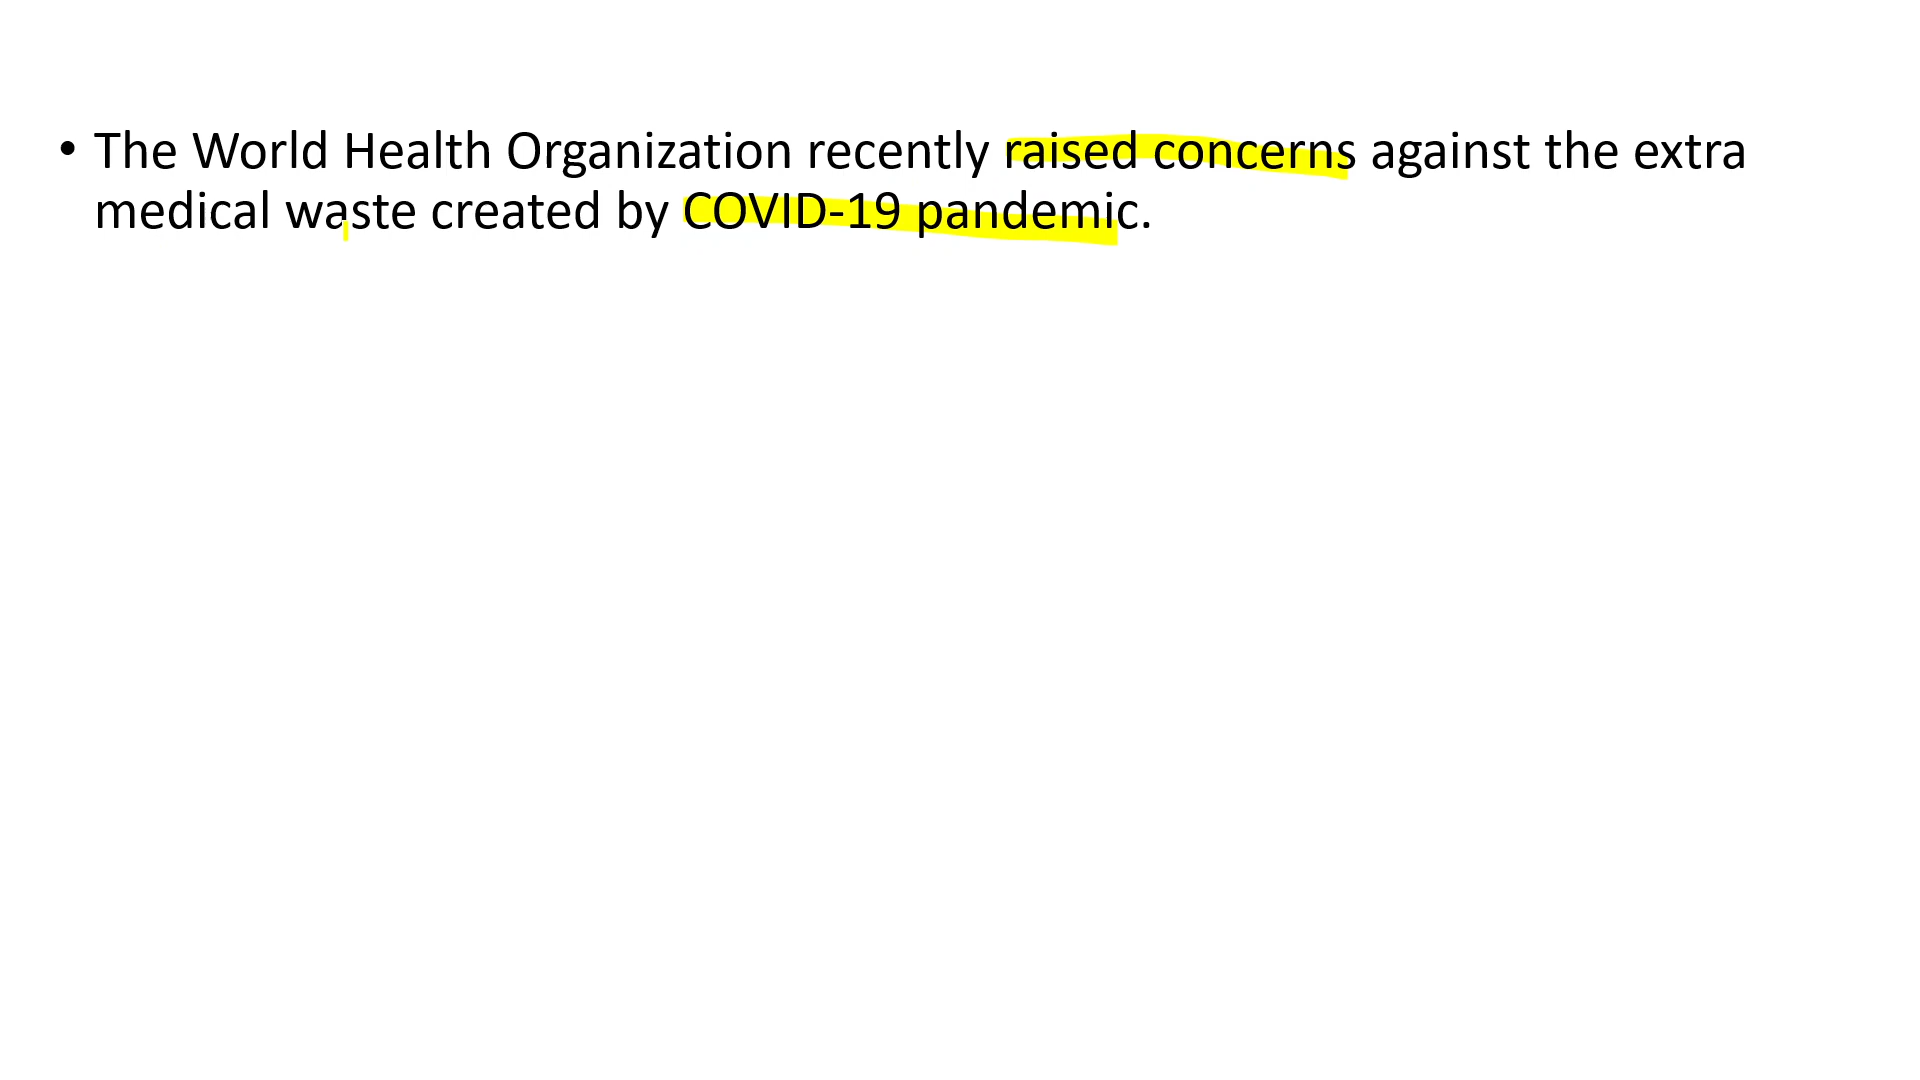 • The World Health Organization recently raised concerns against the extra
medical waste created by COVID-19 pandemic.